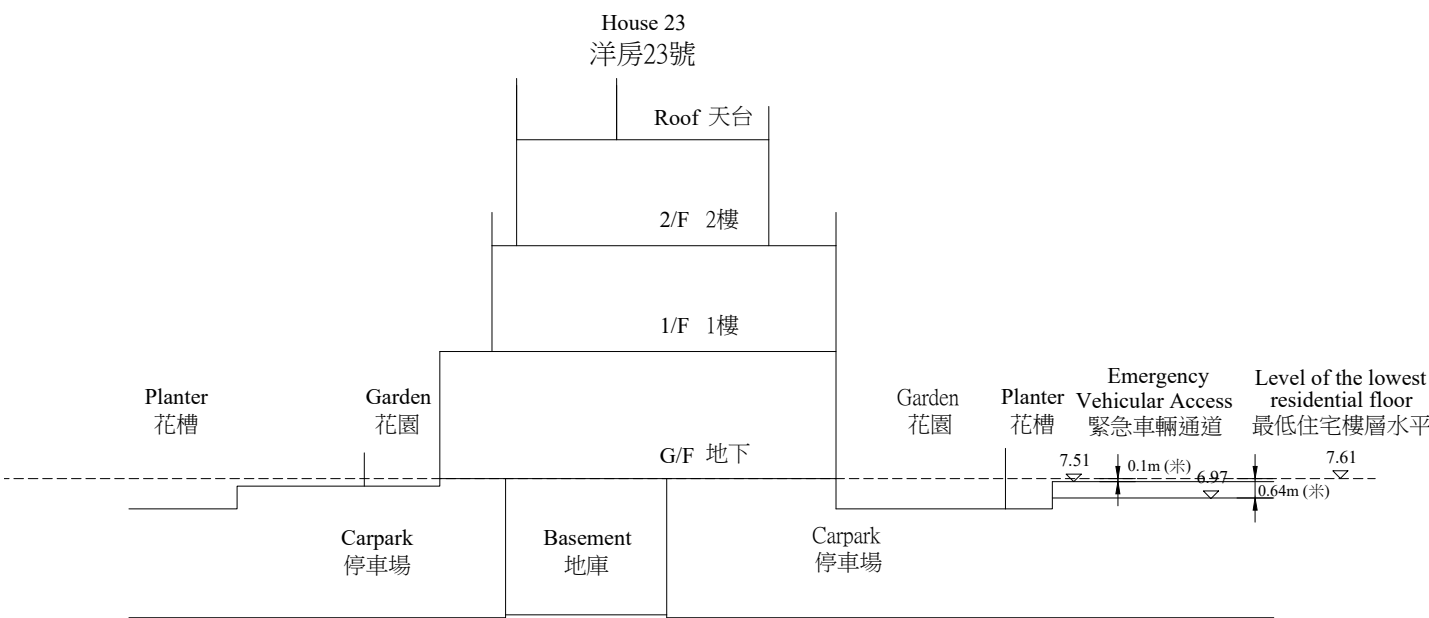 House 23
洋房23號
Roof 天台
2/F 2樓
1/F 1樓
Planter
花槽
Garden
花園
Garden
花園
Planter
花槽
Emergency
Vehicular Access
緊急車輛通道
Level of the lowest
residential floor
最低住宅樓層水平
G/F 地下
7.51
0.1m (米)
6.97
7.61
0.64m (米)
Carpark
停車場
Basement
地庫
Carpark
停車場